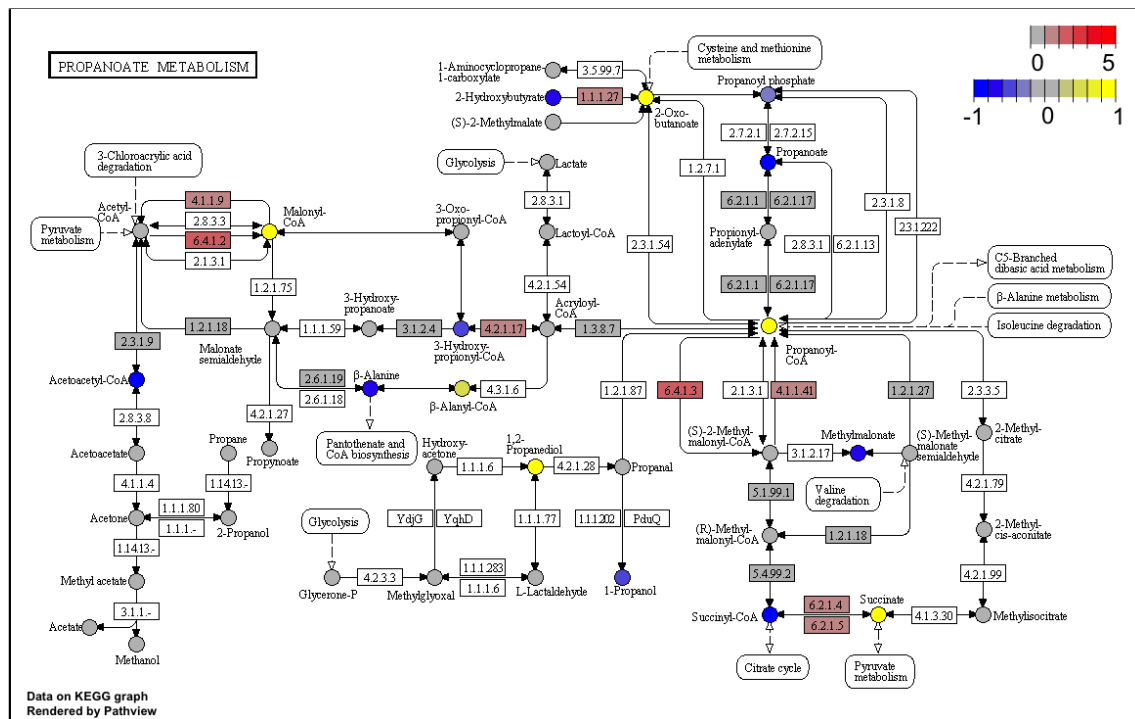 PROPANOATE METABOLISM
0 5
-1 0 1
Cysteine and methionine
metabolism
1-Aminocyclopropane
1-carboxylate
3.5.99.7
2-Hydroxybutyrate
1.1.1.27
(S)-2-Methylmalate
2-Oxo-
butanoate
Propanoyl phosphate
2.7.2.1
2.7.2.15
1.2.7.1
Propanoate
2.3.1.8
2.3.1.222
2.3.1.54
6.2.1.1
6.2.1.17
Propionyl-
adenylate
2.8.3.1
6.2.1.13
6.2.1.1
6.2.1.17
C5-Branched
dibasic acid metabolism
β-Alanine metabolism
Isoleucine degradation
3-Chloroacrylic acid
degradation
Acetyl-
CoA
Pyruvate
metabolism
4.1.1.9
2.8.3.3
6.4.1.2
2.1.3.1
Malonyl-
CoA
Glycolysis
Lactate
2.8.3.1
Lactoyl-CoA
4.2.1.54
Acryloyl-
CoA
3-Oxo-
propionyl-CoA
1.2.1.75
3-Hydroxy-
propanoate
1.2.1.18
1.1.1.59
3.1.2.4
4.2.1.17
1.3.8.7
Malonate
semialdehyde
3-Hydroxy-
propionyl-CoA
Propanoyl-
CoA
2.3.1.9
Acetoacetyl-CoA
2.6.1.19
2.6.1.18
β-Alanine
4.3.1.6
β-Alanyl-CoA
1.2.1.87
6.4.1.3
2.1.3.1
4.1.1.41
1.2.1.27
2.3.3.5
2.8.3.8
4.2.1.27
Pantothenate and
CoA biosynthesis
Acetoacetate
Propane
Propynoate
Hydroxy-
acetone
1,2-
Propanediol
(S)-2-Methyl-
malonyl-CoA
Methylmalonate
(S)-Methyl-
malonate
semialdehyde
2-Methyl-
citrate
1.1.1.6
4.2.1.28
Propanal
3.1.2.17
4.1.1.4
1.14.13.-
Acetone
1.1.1.80
1.1.1.-
2-Propanol
5.1.99.1
Valine
degradation
4.2.1.79
Glycolysis
YdjG
YqhD
1.1.1.77
1.1.1.202
PduQ
(R)-Methyl-
malonyl-CoA
1.2.1.18
2-Methyl-
cis-aconitate
1.14.13.-
Methyl acetate
4.2.3.3
1.1.1.283
1.1.1.6
Glycerone-P
Methylglyoxal
L-Lactaldehyde
1-Propanol
5.4.99.2
4.2.1.99
3.1.1.-
Acetate
Methanol
Succinyl-CoA
6.2.1.4
6.2.1.5
Succinate
4.1.3.30
Methylisocitrate
Citrate cycle
Pyruvate
metabolism
Data on KEGG graph
Rendered by Pathview